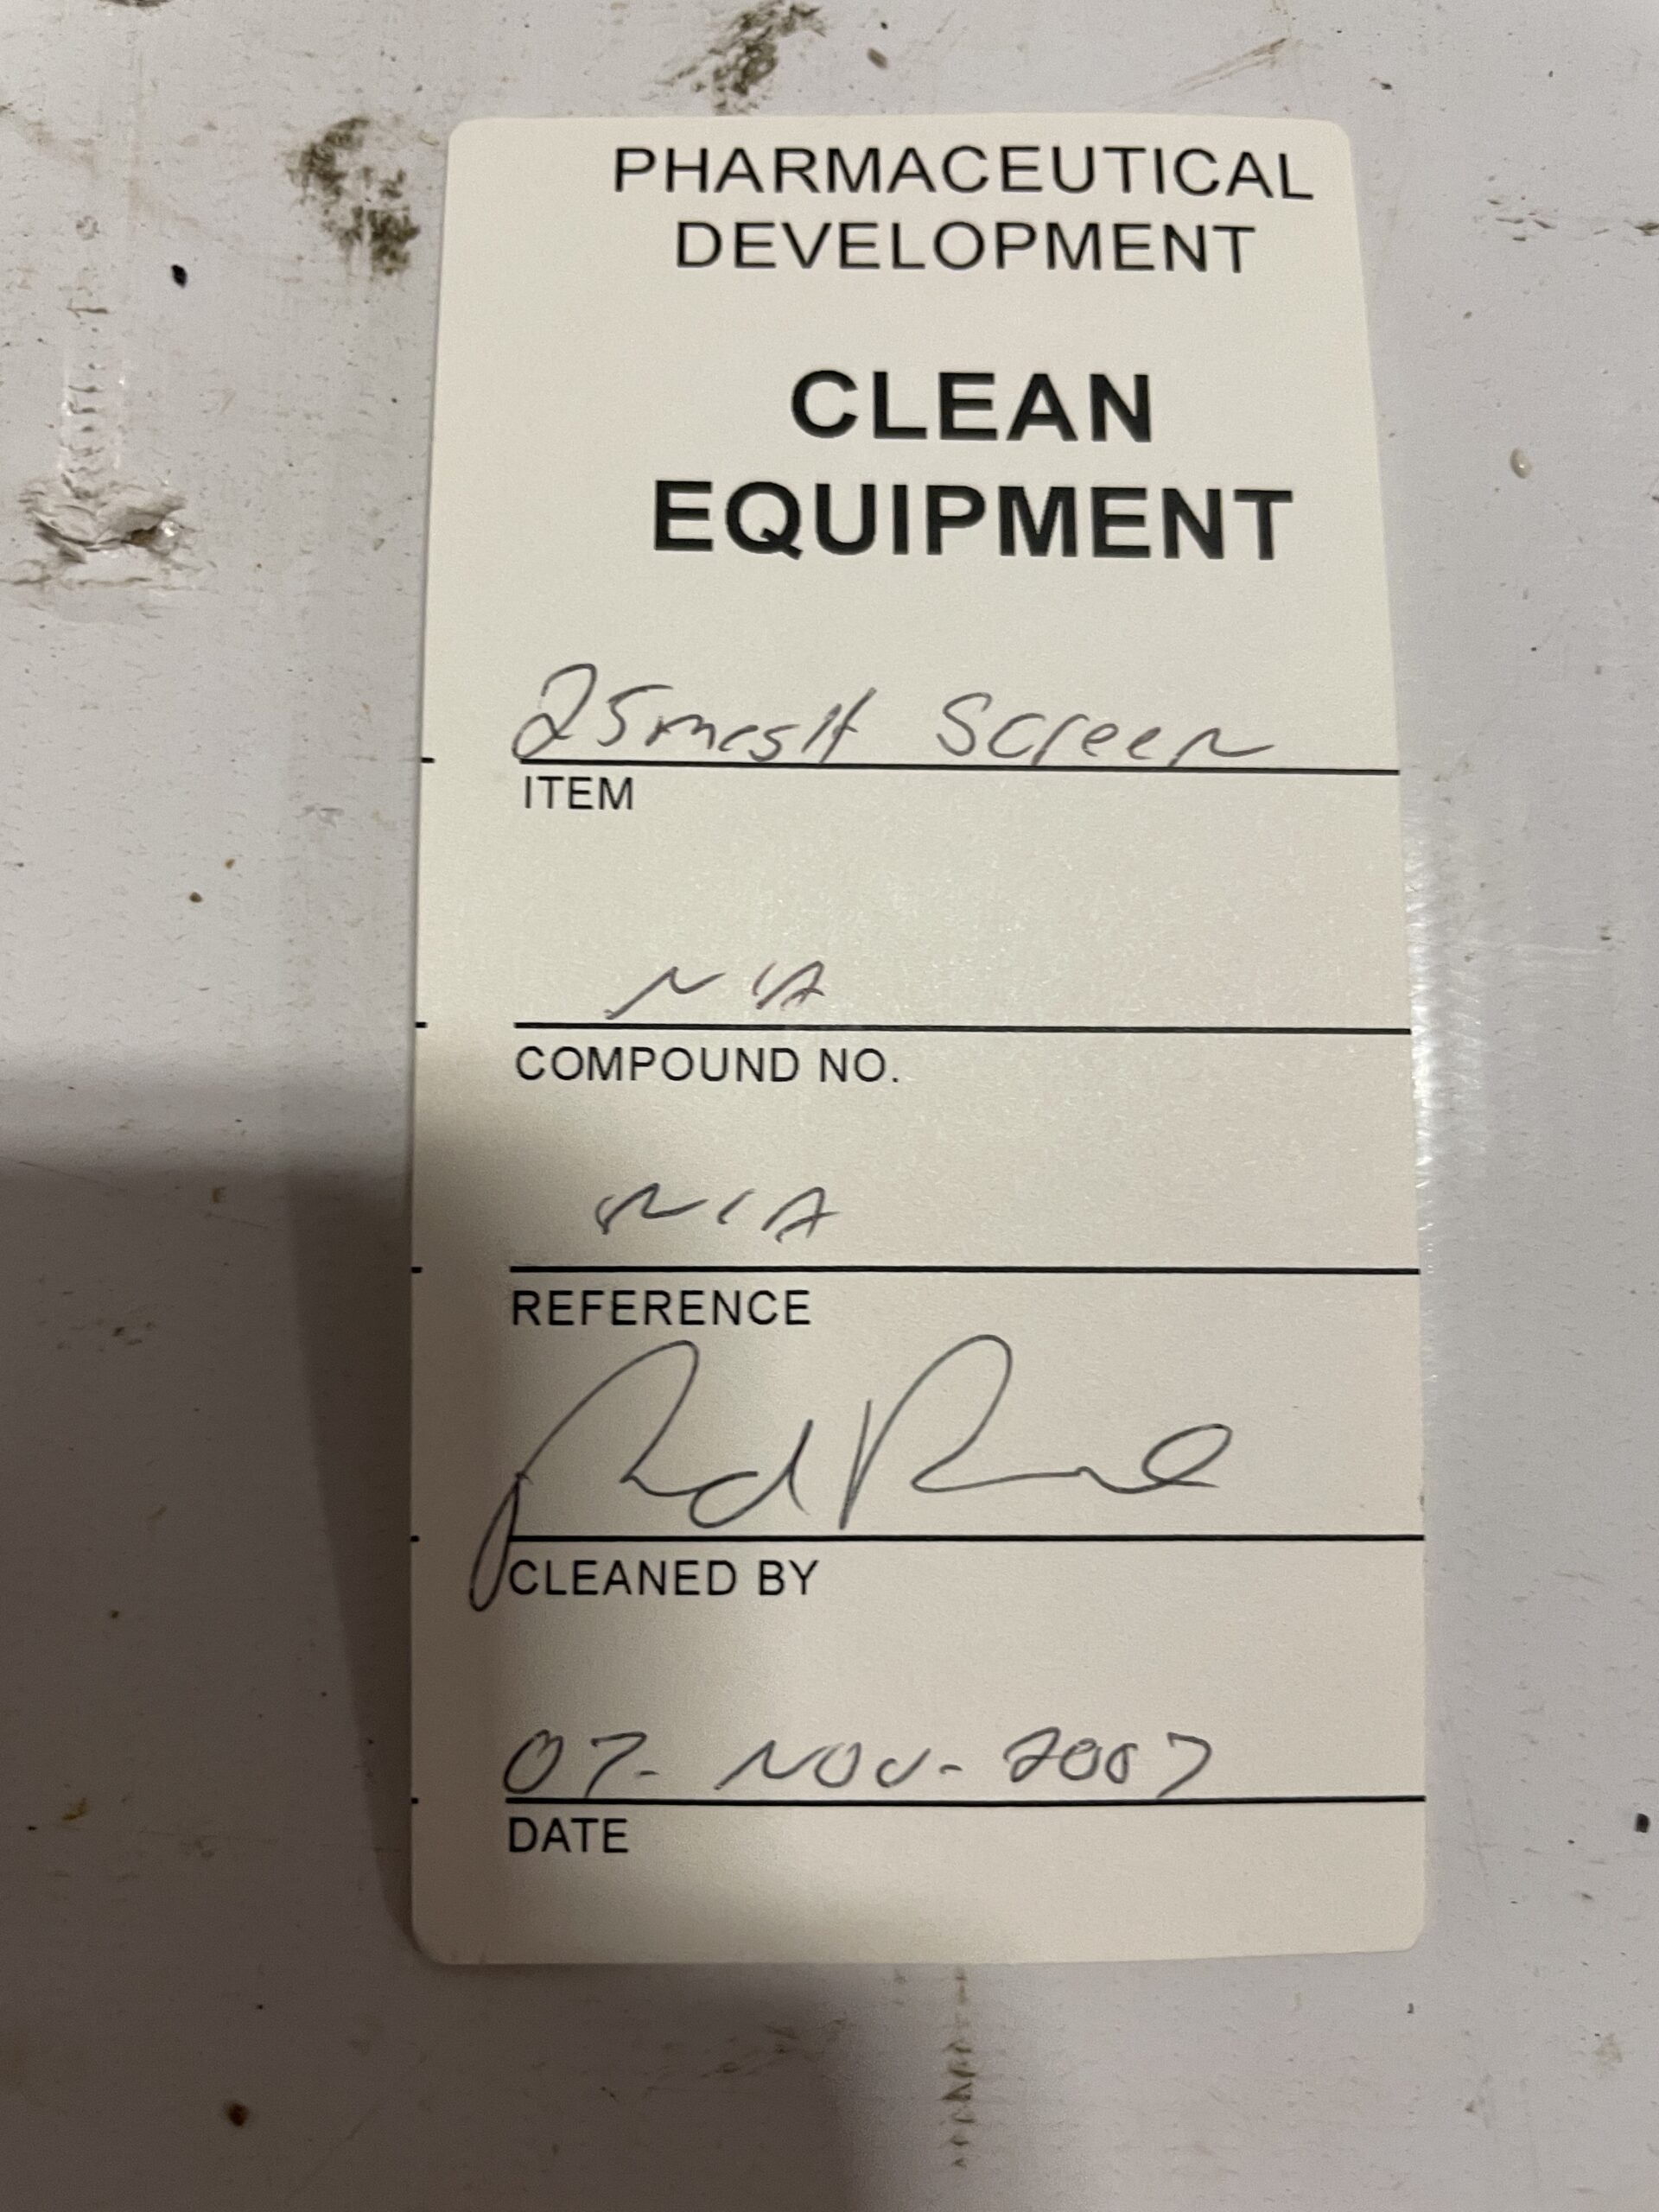 PHARMACEUTICAL
DEVELOPMENT
CLEAN
EQUIPMENT
25mesH Screen
ITEM
N/A
COMPOUND NO.
N/A
REFERENCE
CLEANED BY
07-NOV-2007
DATE